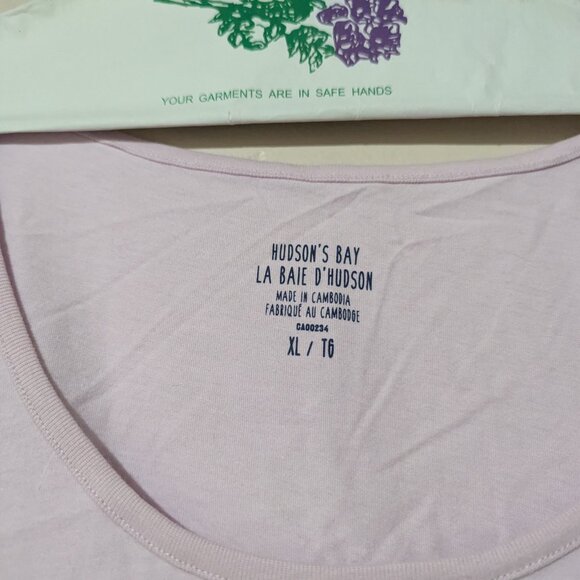 YOUR GARMENTS ARE IN SAFE HANDS
HUDSON'S BAY
LA BAIE D'HUDSON
MADE IN CAMBODIA
FABRIQUÉ AU CAMBODGE
CA00234
XL / TG